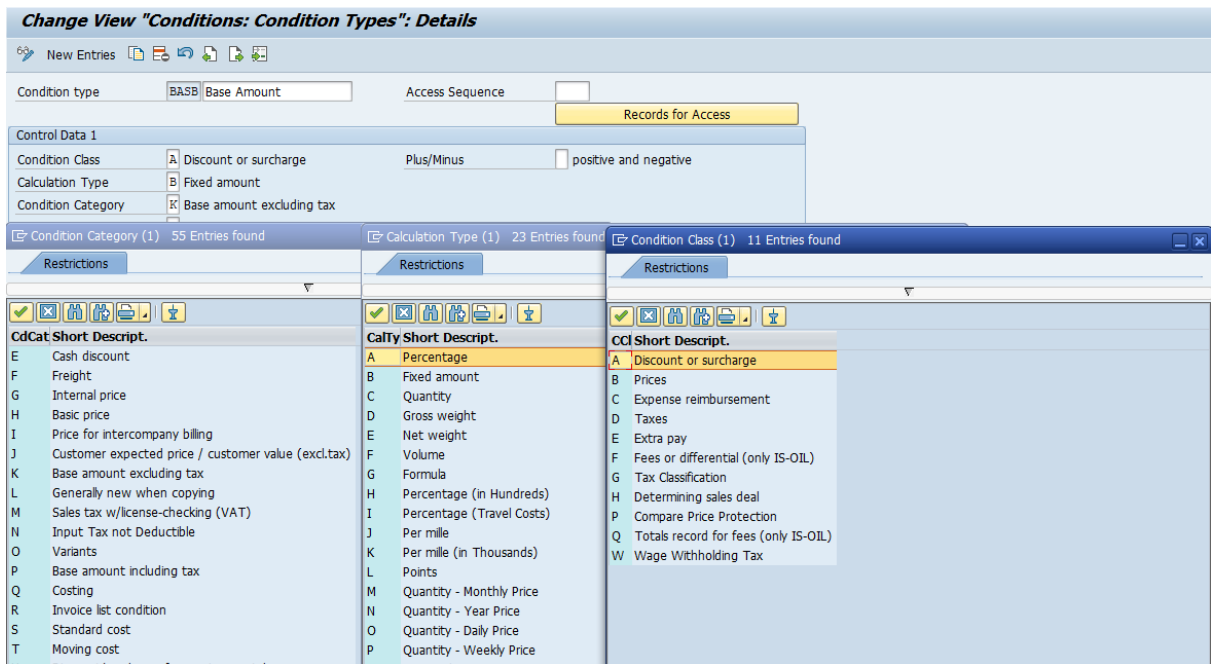 Change View "Conditions: Condition Types": Details
New Entries
Condition type BASB Base Amount Access Sequence
Records for Access
Control Data 1
Condition Class A Discount or surcharge Plus/Minus positive and negative
Calculation Type B Fixed amount
Condition Category K Base amount excluding tax
Condition Category (1) 55 Entries found
Restrictions
CdCat Short Descript.
E Cash discount
F Freight
G Internal price
H Basic price
I Price for intercompany billing
J Customer expected price / customer value (excl.tax)
K Base amount excluding tax
L Generally new when copying
M Sales tax w/license-checking (VAT)
N Input Tax not Deductible
O Variants
P Base amount including tax
Q Costing
R Invoice list condition
S Standard cost
T Moving cost
Calculation Type (1) 23 Entries found
Restrictions
CalTy Short Descript.
A Percentage
B Fixed amount
C Quantity
D Gross weight
E Net weight
F Volume
G Formula
H Percentage (in Hundreds)
I Percentage (Travel Costs)
J Per mille
K Per mille (in Thousands)
L Points
M Quantity - Monthly Price
N Quantity - Year Price
O Quantity - Daily Price
P Quantity - Weekly Price
Condition Class (1) 11 Entries found
Restrictions
CCl Short Descript.
A Discount or surcharge
B Prices
C Expense reimbursement
D Taxes
E Extra pay
F Fees or differential (only IS-OIL)
G Tax Classification
H Determining sales deal
P Compare Price Protection
Q Totals record for fees (only IS-OIL)
W Wage Withholding Tax